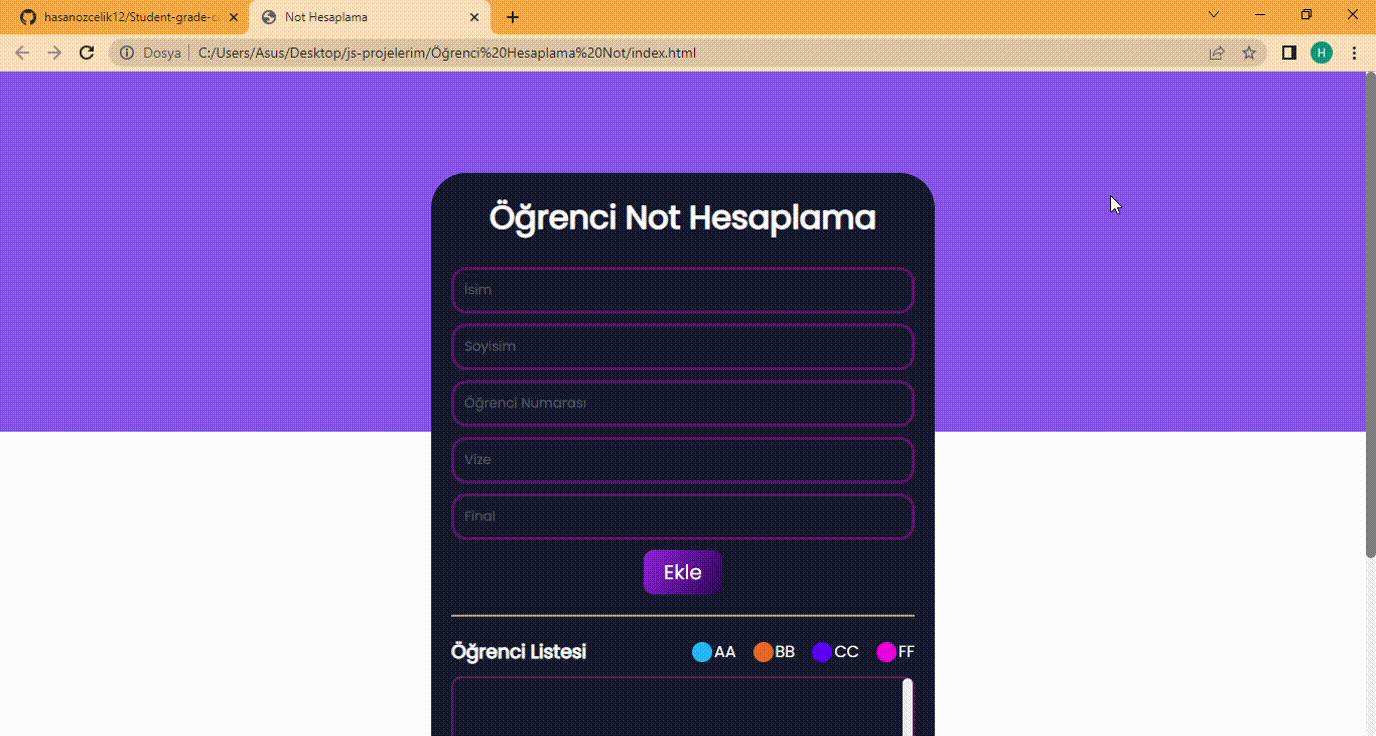 hasanozcelik12/Student-grade-c
Not Hesaplama
Dosya
C:/Users/Asus/Desktop/js-projelerim/Öğrenci%20Hesaplama%20Not/index.html
H
Öğrenci Not Hesaplama
İsim
Soyisim
Öğrenci Numarası
Vize
Final
Ekle
Öğrenci Listesi
AA
BB
CC
FF